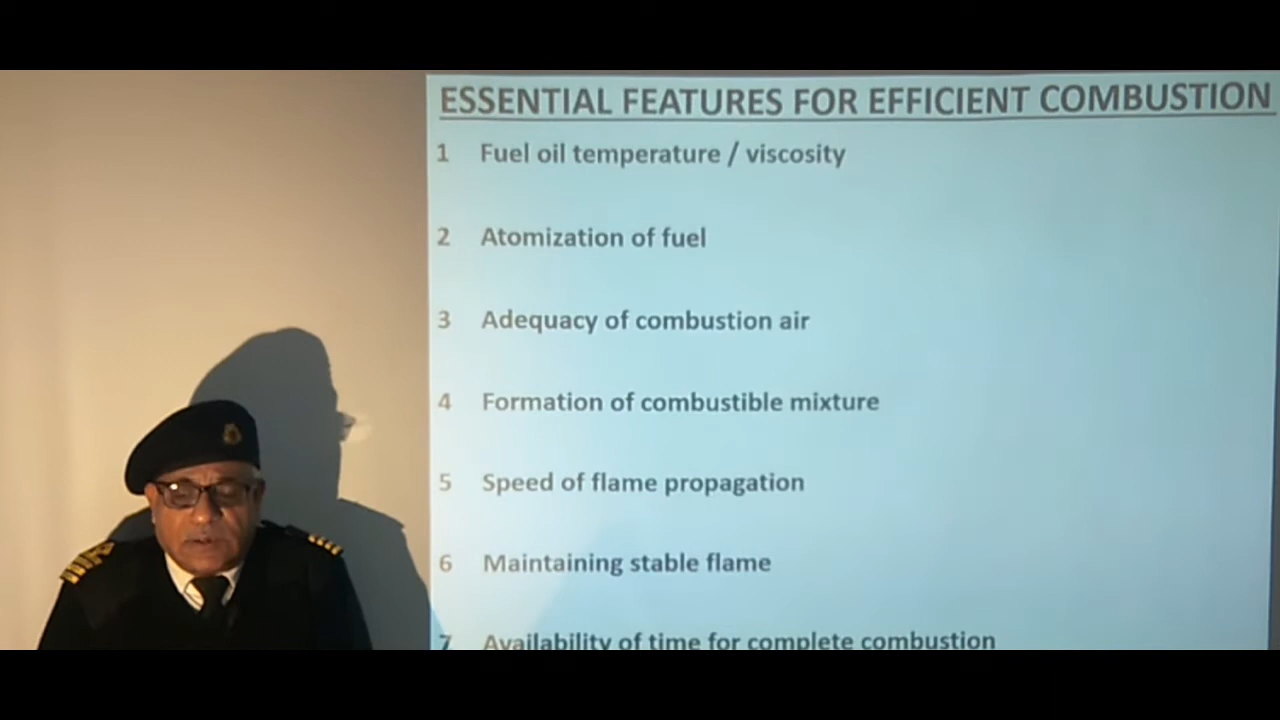 ESSENTIAL FEATURES FOR EFFICIENT COMBUSTION
1 Fuel oil temperature / viscosity
2 Atomization of fuel
3 Adequacy of combustion air
4 Formation of combustible mixture
5 Speed of flame propagation
6 Maintaining stable flame
7 Availability of time for complete combustion